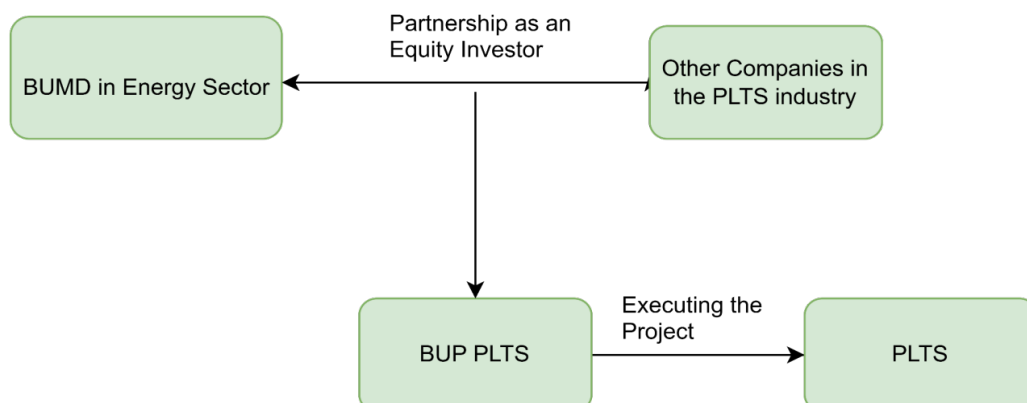 Partnership as an
Equity Investor
BUMD in Energy Sector
Other Companies in
the PLTS industry
Executing the
Project
BUP PLTS
PLTS